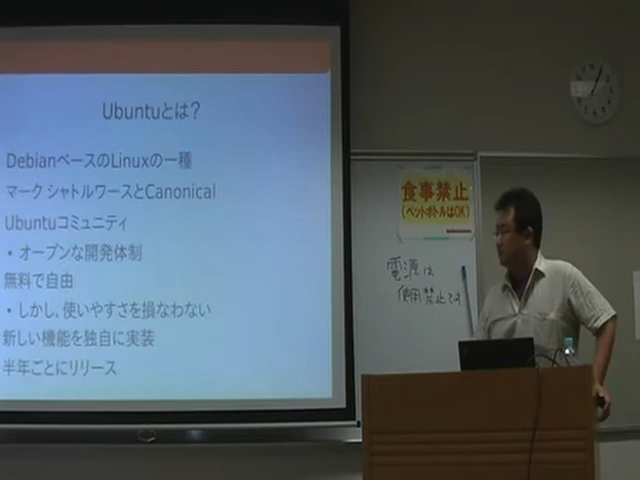 Ubuntuとは？
DebianベースのLinuxの一種
マーク シャトルワースとCanonical
Ubuntuコミュニティ
• オープンな開発体制
無料で自由
• しかし、使いやすさを損なわない
新しい機能を独自に実装
半年ごとにリリース
食事禁止
(ペットボトルはOK)
電源は
使用禁止です